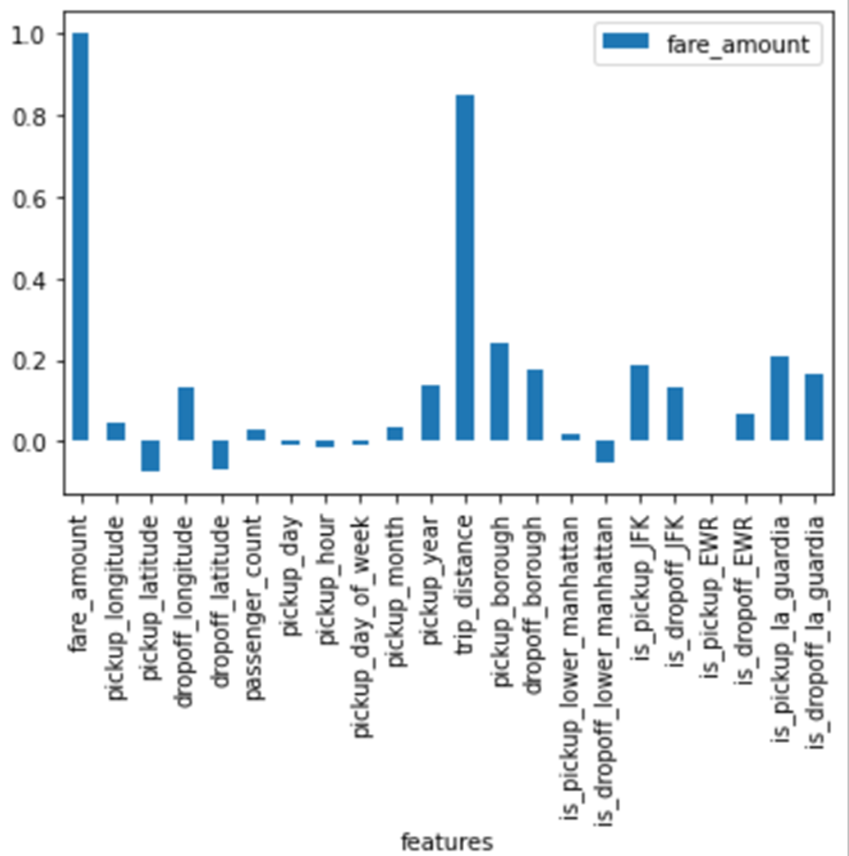 1.0
0.8
0.6
0.4
0.2
0.0
fare_amount
fare_amount
pickup_longitude
pickup_latitude
dropoff_longitude
dropoff_latitude
passenger_count
pickup_day
pickup_hour
pickup_day_of_week
pickup_month
pickup_year
trip_distance
pickup_borough
dropoff_borough
is_pickup_lower_manhattan
is_dropoff_lower_manhattan
is_pickup_JFK
is_dropoff_JFK
is_pickup_EWR
is_dropoff_EWR
is_pickup_la_guardia
is_dropoff_la_guardia
features